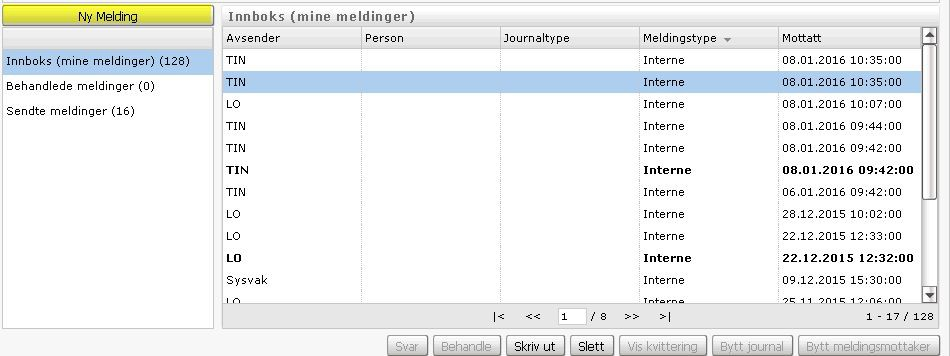 Ny Melding
Innboks (mine meldinger) (128)
Behandlede meldinger (0)
Sendte meldinger (16)
Innboks (mine meldinger)
Avsender Person Journaltype Meldingstype Mottatt
TIN Interne 08.01.2016 10:35:00
TIN Interne 08.01.2016 10:35:00
LO Interne 08.01.2016 10:07:00
TIN Interne 08.01.2016 09:44:00
TIN Interne 08.01.2016 09:42:00
TIN Interne 08.01.2016 09:42:00
TIN Interne 06.01.2016 09:42:00
LO Interne 28.12.2015 10:02:00
LO Interne 22.12.2015 12:33:00
LO Interne 22.12.2015 12:32:00
Sysvak Interne 09.12.2015 15:30:00
LO Interne 25.11.2015 12:06:00
|< << 1 / 8 >> >| 1 - 17 / 128
Svar Behandle Skriv ut Slett Vis kvittering Bytt journal Bytt meldingsmottaker